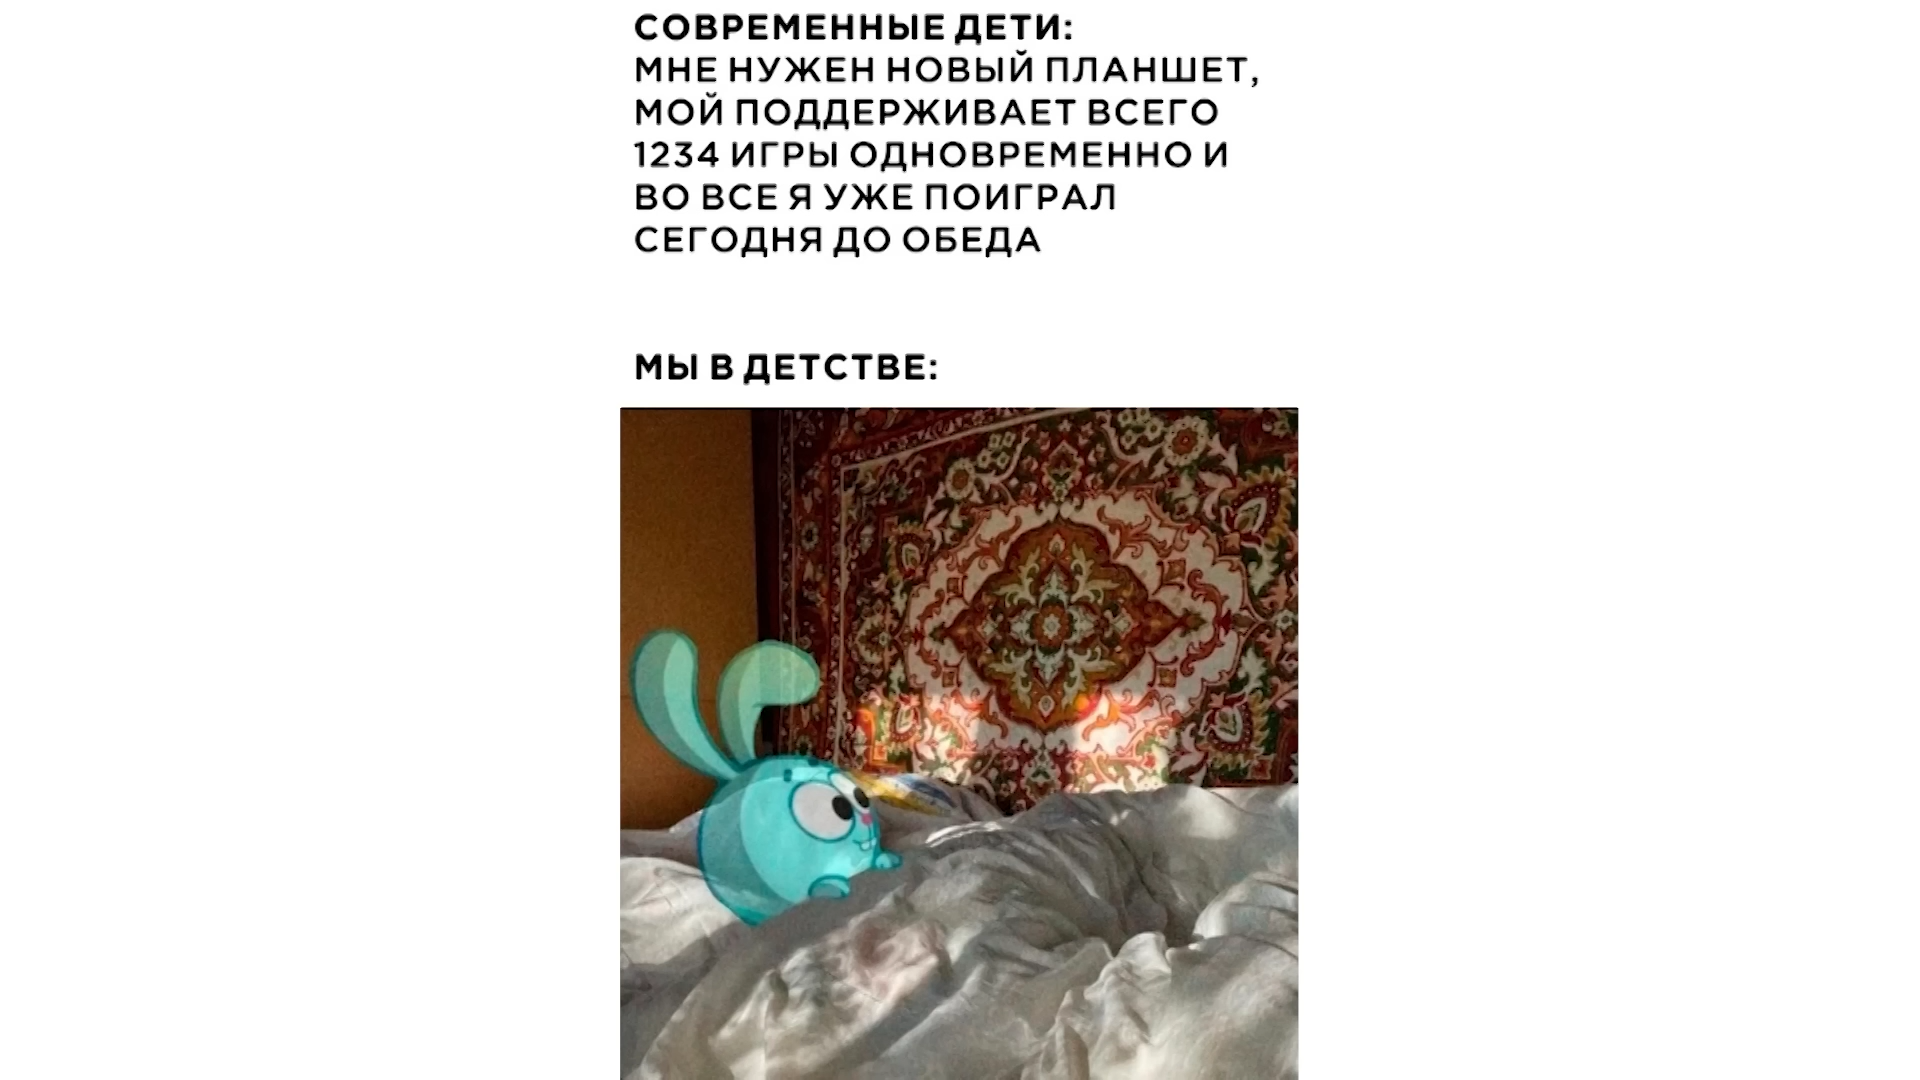 СОВРЕМЕННЫЕ ДЕТИ:
МНЕ НУЖЕН НОВЫЙ ПЛАНШЕТ,
МОЙ ПОДДЕРЖИВАЕТ ВСЕГО
1234 ИГРЫ ОДНОВРЕМЕННО И
ВО ВСЕ Я УЖЕ ПОИГРАЛ
СЕГОДНЯ ДО ОБЕДА
МЫ В ДЕТСТВЕ: